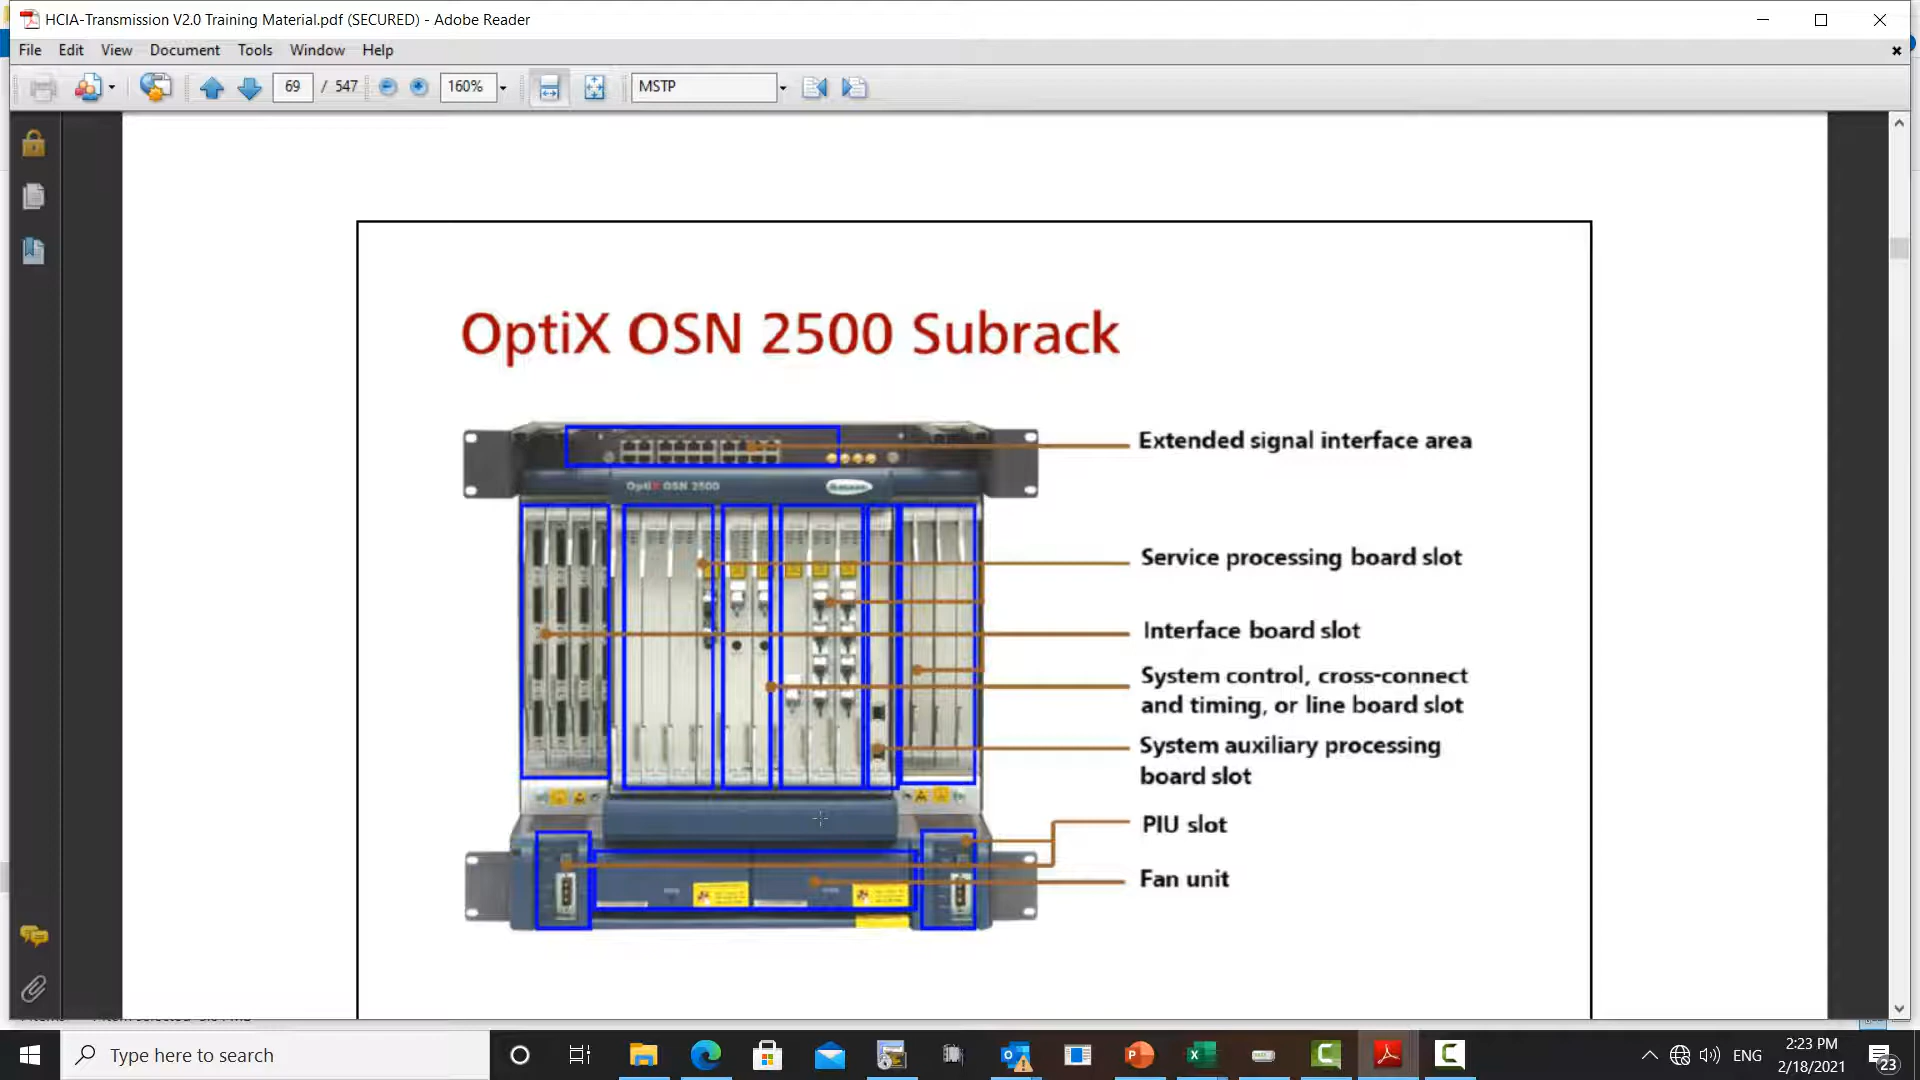 HCIA-Transmission V2.0 Training Material.pdf (SECURED) - Adobe Reader
File Edit View Document Tools Window Help
69 / 547 160% MSTP
OptiX OSN 2500 Subrack
Extended signal interface area
OptiX OSN 2500
Service processing board slot
Interface board slot
System control, cross-connect
and timing, or line board slot
System auxiliary processing
board slot
PIU slot
Fan unit
Type here to search
ENG
2:23 PM
2/18/2021
23